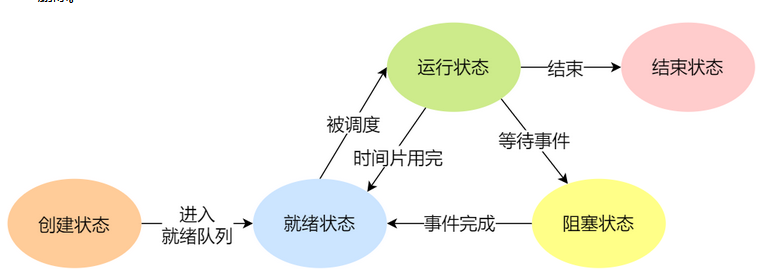 运行状态
结束
结束状态
被调度
时间片用完
等待事件
创建状态
进入
就绪队列
就绪状态
事件完成
阻塞状态